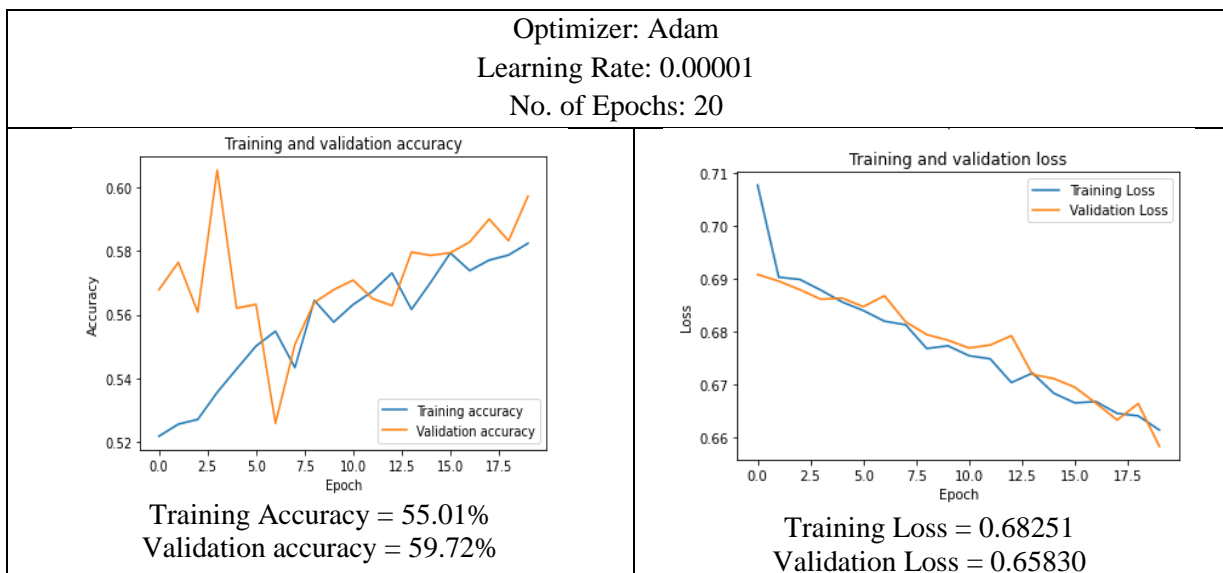 Optimizer: Adam
Learning Rate: 0.00001
No. of Epochs: 20
Training and validation accuracy
Accuracy
0.60
0.58
0.56
0.54
0.52
Training accuracy
Validation accuracy
0.0 2.5 5.0 7.5 10.0 12.5 15.0 17.5
Epoch
Training Accuracy = 55.01%
Validation accuracy = 59.72%
Training and validation loss
Loss
0.71
0.70
0.69
0.68
0.67
0.66
Training Loss
Validation Loss
0.0 2.5 5.0 7.5 10.0 12.5 15.0 17.5
Epoch
Training Loss = 0.68251
Validation Loss = 0.65830